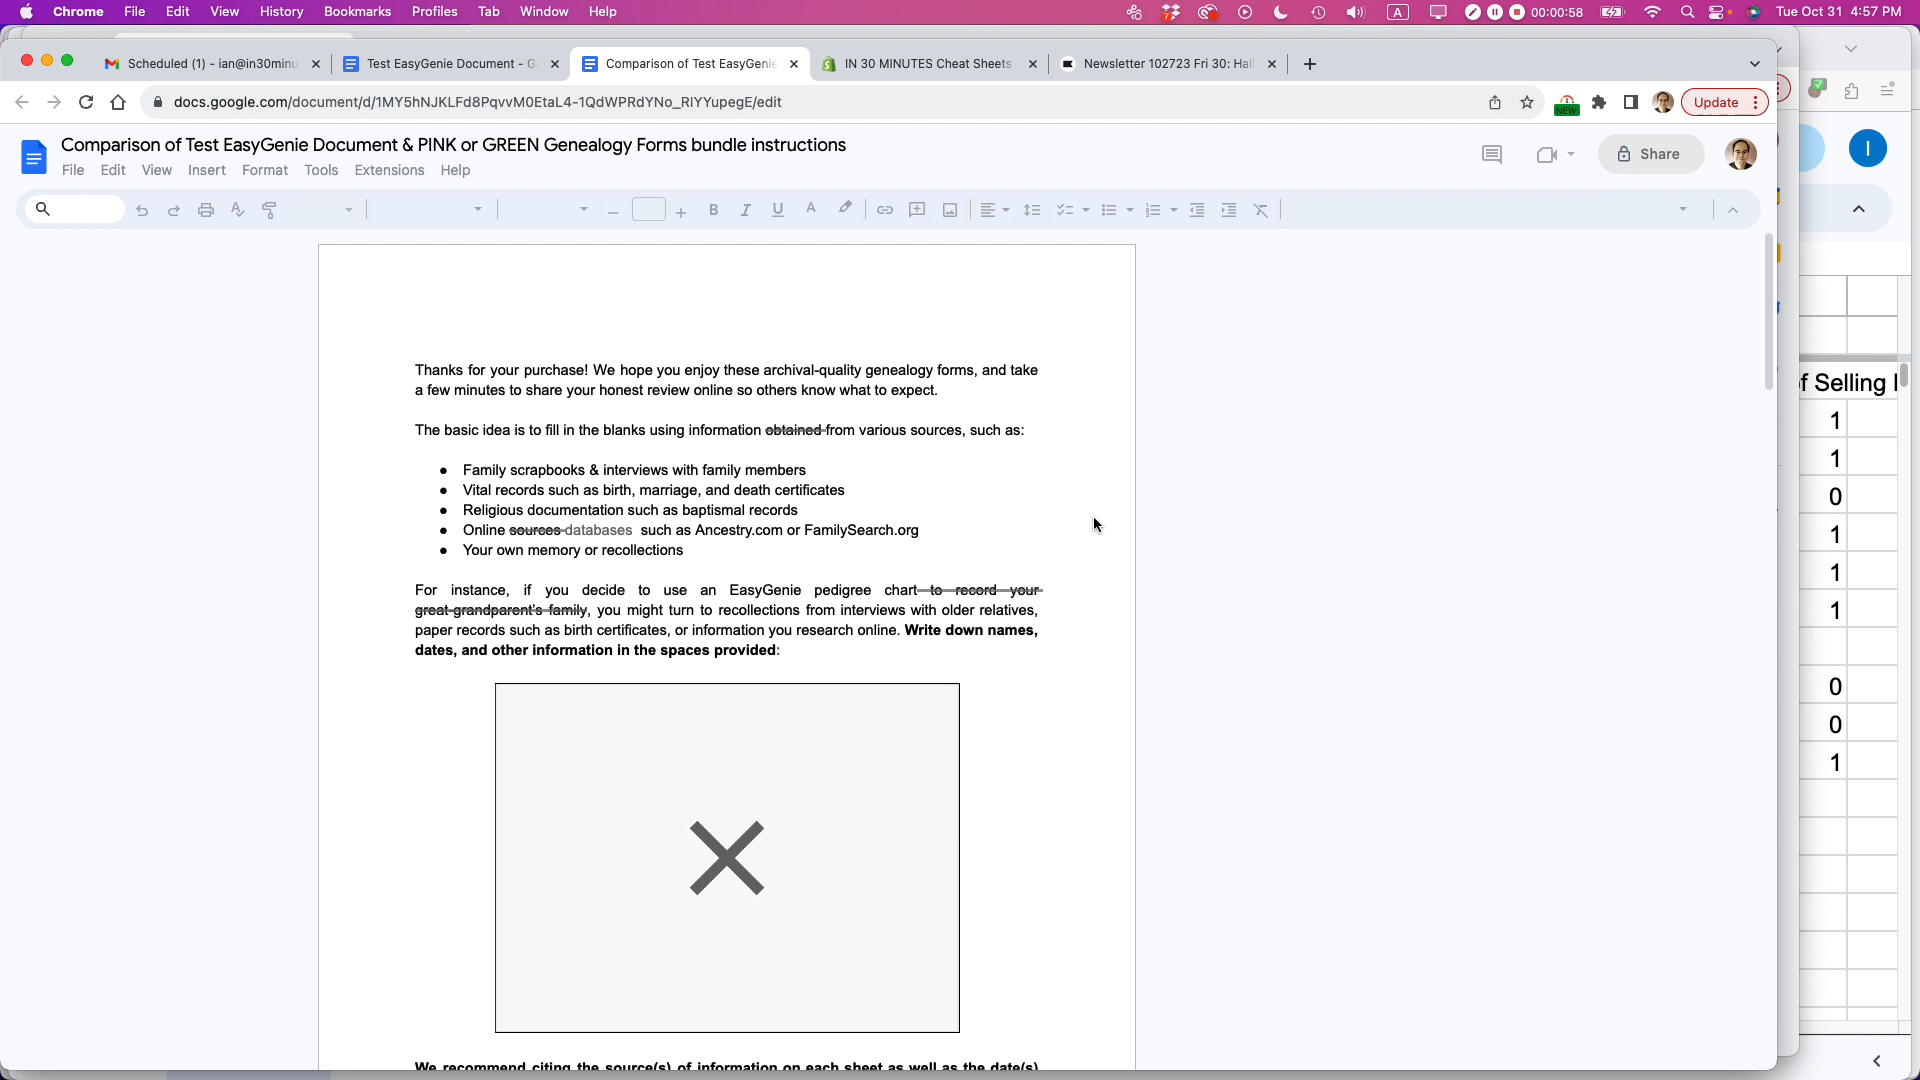 Chrome File Edit View History Bookmarks Profiles Tab Window Help A 00:00:58 Tue Oct 31 4:57 PM
Scheduled (1) - ian@in30minu Test EasyGenie Document - G Comparison of Test EasyGenie IN 30 MINUTES Cheat Sheets Newsletter 102723 Fri 30: Hal
docs.google.com/document/d/1MY5hNJKLFd8PqvvM0EtaL4-1QdWPRdYNo_RIYYupegE/edit NEW Update
Comparison of Test EasyGenie Document & PINK or GREEN Genealogy Forms bundle instructions
File Edit View Insert Format Tools Extensions Help
Share
I
B I U A
Thanks for your purchase! We hope you enjoy these archival-quality genealogy forms, and take
a few minutes to share your honest review online so others know what to expect.
The basic idea is to fill in the blanks using information obtained from various sources, such as:
● Family scrapbooks & interviews with family members
● Vital records such as birth, marriage, and death certificates
● Religious documentation such as baptismal records
● Online sources databases such as Ancestry.com or FamilySearch.org
● Your own memory or recollections
For instance, if you decide to use an EasyGenie pedigree chart to record your
great-grandparent's family, you might turn to recollections from interviews with older relatives,
paper records such as birth certificates, or information you research online. Write down names,
dates, and other information in the spaces provided:
We recommend citing the source(s) of information on each sheet as well as the date(s)
of Selling
1
1
0
1
1
1
0
0
1